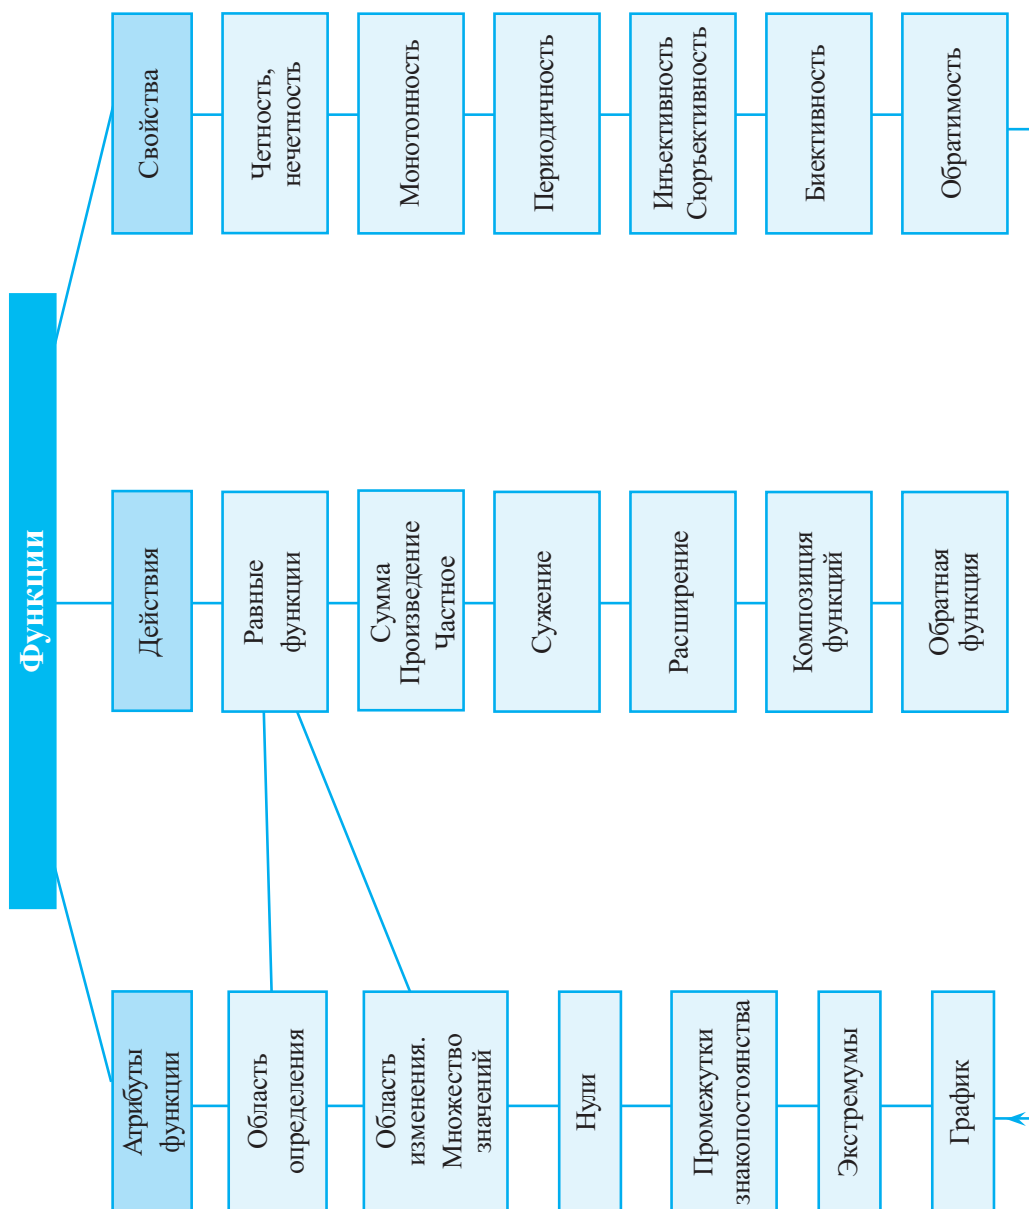 Функции
Атрибуты
функции
Область
определения
Область
изменения.
Множество
значений
Нули
Промежутки
знакопостоянства
Экстремумы
График
Действия
Равные
функции
Сумма
Произведение
Частное
Сужение
Расширение
Композиция
функций
Обратная
функция
Свойства
Четность,
нечетность
Монотонность
Периодичность
Инъективность
Сюръективность
Биективность
Обратимость